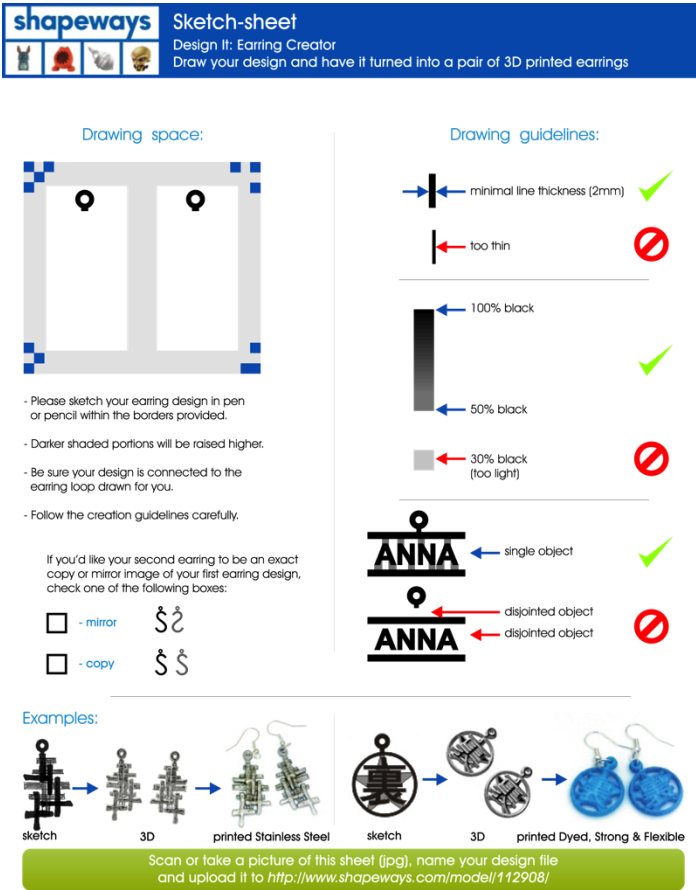 shapeways
Sketch-sheet
Design It: Earring Creator
Draw your design and have it turned into a pair of 3D printed earrings
Drawing space:
- Please sketch your earring design in pen
or pencil within the borders provided.
- Darker shaded portions will be raised higher.
- Be sure your design is connected to the
earring loop drawn for you.
- Follow the creation guidelines carefully.
If you'd like your second earring to be an exact
copy or mirror image of your first earring design,
check one of the following boxes:
- mirror
- copy
Drawing guidelines:
minimal line thickness (2mm)
too thin
100% black
50% black
30% black
(too light)
ANNA
single object
disjointed object
ANNA
disjointed object
Examples:
裏
sketch
3D
printed Stainless Steel
sketch
3D
printed Dyed, Strong & Flexible
Scan or take a picture of this sheet (jpg), name your design file
and upload it to http://www.shapeways.com/model/112908/